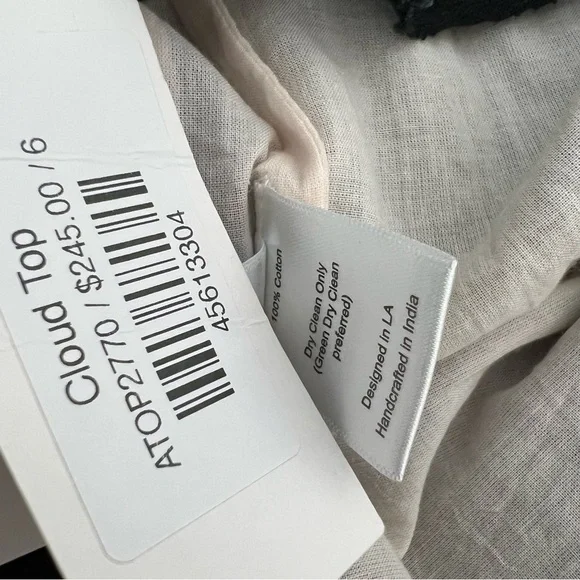 Cloud Top
ATOP2770 / $245.00 / 6
45613304
100% Cotton
Dry Clean Only
(Green Dry Clean
preferred)
Designed in LA
Handcrafted in India